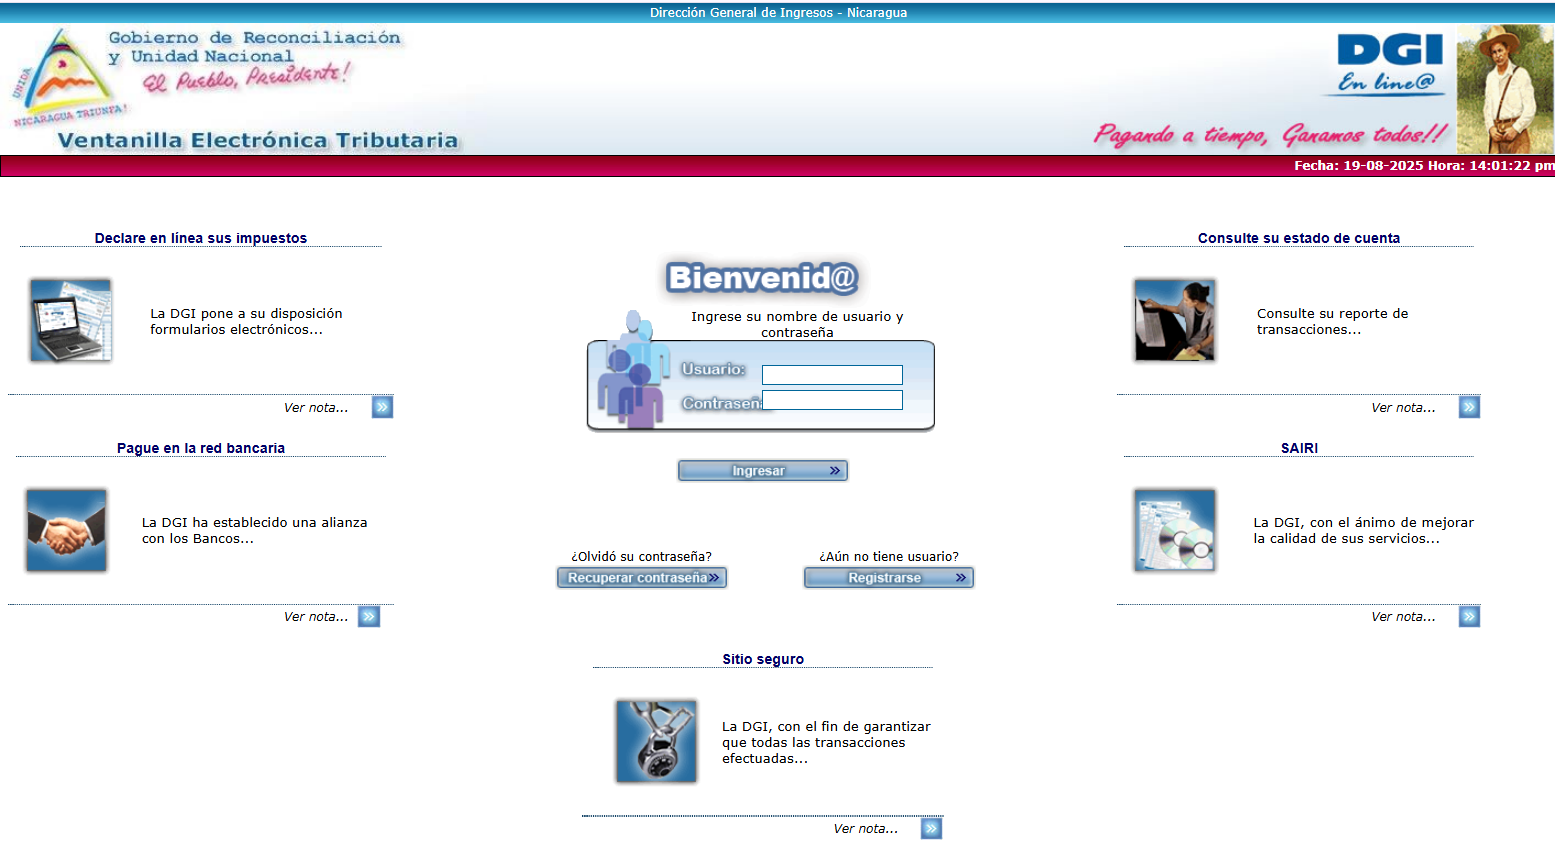 Dirección General de Ingresos - Nicaragua
Gobierno de Reconciliación
y Unidad Nacional
El Pueblo, Presidente!
UNIDA
NICARAGUA TRIUNFA!
Ventanilla Electrónica Tributaria
DGI
En line@
Pagando a tiempo, Ganamos todos!!
Fecha: 19-08-2025 Hora: 14:01:22 pm
Declare en línea sus impuestos
La DGI pone a su disposición
formularios electrónicos...
Ver nota...
Pague en la red bancaria
La DGI ha establecido una alianza
con los Bancos...
Ver nota...
Bienvenid@
Ingrese su nombre de usuario y
contraseña
Usuario:
Contraseñ
Ingresar
¿Olvidó su contraseña?
Recuperar contraseña
¿Aún no tiene usuario?
Registrarse
Sitio seguro
La DGI, con el fin de garantizar
que todas las transacciones
efectuadas...
Ver nota...
Consulte su estado de cuenta
Consulte su reporte de
transacciones...
Ver nota...
SAIRI
La DGI, con el ánimo de mejorar
la calidad de sus servicios...
Ver nota...